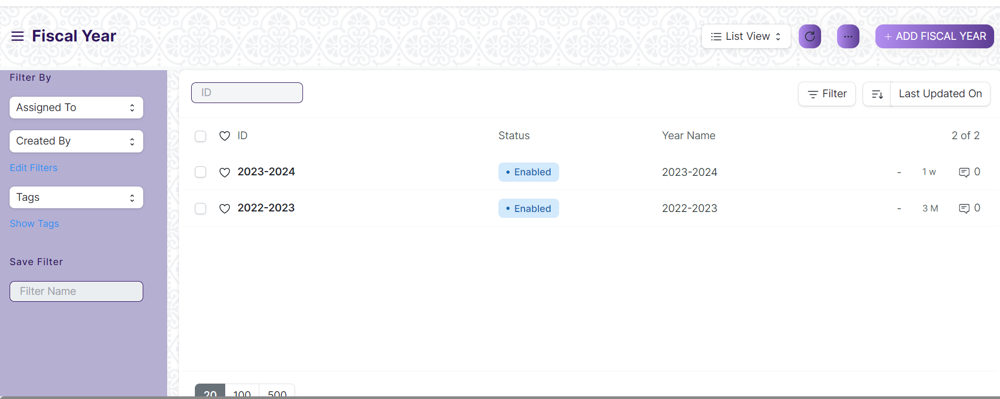 Fiscal Year
List View
...
+ ADD FISCAL YEAR
Filter By
Assigned To
Created By
Edit Filters
Tags
Show Tags
Save Filter
Filter Name
ID
Filter
Last Updated On
ID Status Year Name 2 of 2
2023-2024 • Enabled 2023-2024 - 1 w 0
2022-2023 • Enabled 2022-2023 - 3 M 0
20 100 500